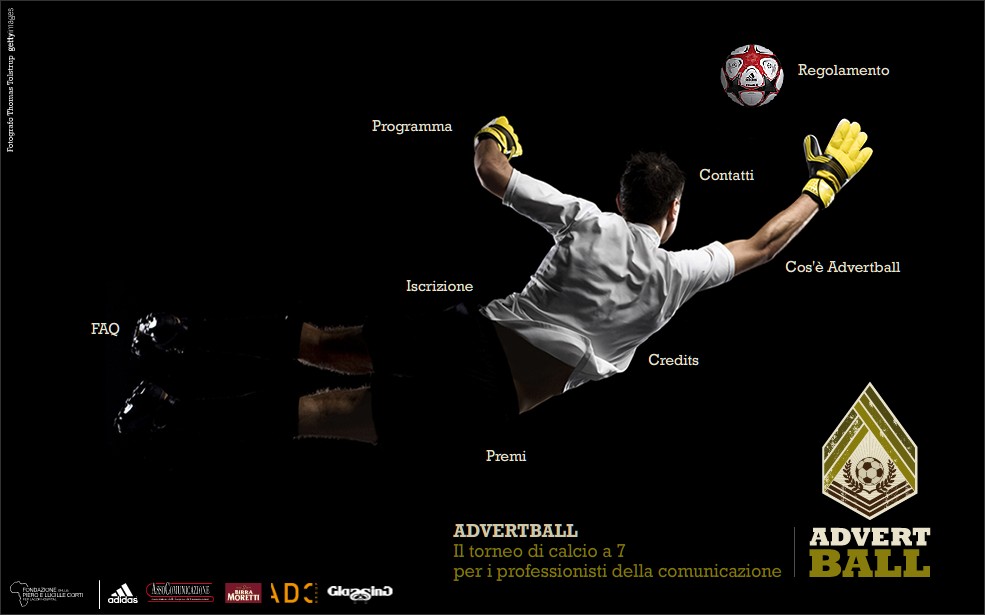 Fotografo Thomas Tolstrup gettyimages
Regolamento
Programma
Contatti
Cos'è Advertball
Iscrizione
FAQ
Credits
Premi
ADVERTBALL
Il torneo di calcio a 7
per i professionisti della comunicazione
ADVERT
BALL
FONDAZIONE
PIERO E LUCILLE CORTI
adidas
ASSOCOMUNICAZIONE
BIRRA
MORETTI
ADC